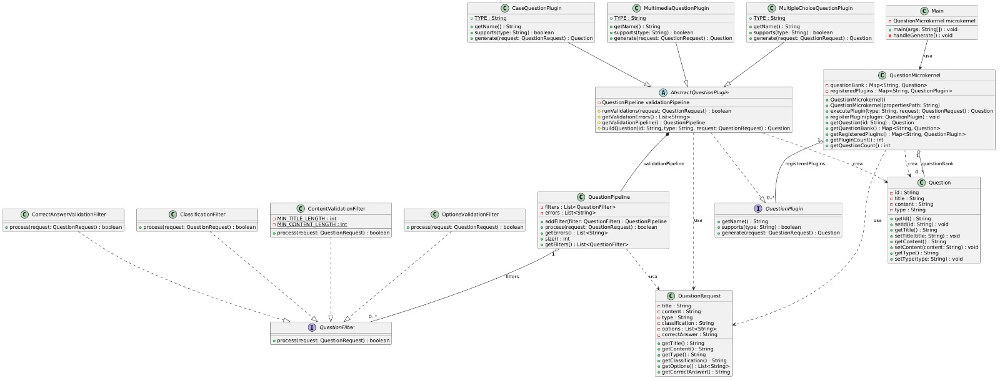 C CaseQuestionPlugin
TYPE : String
getName() : String
supports(type: String) : boolean
generate(request: QuestionRequest) : Question
C MultimediaQuestionPlugin
TYPE : String
getName() : String
supports(type: String) : boolean
generate(request: QuestionRequest) : Question
C MultipleChoiceQuestionPlugin
TYPE : String
getName() : String
supports(type: String) : boolean
generate(request: QuestionRequest) : Question
C Main
QuestionMicrokernel microkernel
main(args: String[]) : void
handleGenerate() : void
usa
C QuestionMicrokernel
questionBank : Map<String, Question>
registeredPlugins : Map<String, QuestionPlugin>
QuestionMicrokernel()
QuestionMicrokernel(propertiesPath: String)
executePlugin(type: String, request: QuestionRequest) : Question
registerPlugin(plugin: QuestionPlugin) : void
getQuestion(id: String) : Question
getQuestionBank() : Map<String, Question>
getRegisteredPlugins() : Map<String, QuestionPlugin>
getPluginCount() : int
getQuestionCount() : int
A AbstractQuestionPlugin
QuestionPipeline validationPipeline
runValidations(request: QuestionRequest) : boolean
getValidationErrors() : List<String>
getValidationPipeline() : QuestionPipeline
buildQuestion(id: String, type: String, request: QuestionRequest) : Question
1
1
validationPipeline
registeredPlugins
crea
crea
questionBank
0..*
0..*
C Question
id : String
title : String
content : String
type : String
getId() : String
setId(id: String) : void
getTitle() : String
setTitle(title: String) : void
getContent() : String
setContent(content: String) : void
getType() : String
setType(type: String) : void
C QuestionPipeline
filters : List<QuestionFilter>
errors : List<String>
addFilter(filter: QuestionFilter) : QuestionPipeline
process(request: QuestionRequest) : boolean
getErrors() : List<String>
size() : int
getFilters() : List<QuestionFilter>
usa
I QuestionPlugin
getName() : String
supports(type: String) : boolean
generate(request: QuestionRequest) : Question
usa
C CorrectAnswerValidationFilter
process(request: QuestionRequest) : boolean
C ClassificationFilter
process(request: QuestionRequest) : boolean
C ContentValidationFilter
MIN_TITLE_LENGTH : int
MIN_CONTENT_LENGTH : int
process(request: QuestionRequest) : boolean
C OptionsValidationFilter
process(request: QuestionRequest) : boolean
1
filters
usa
0..*
C QuestionRequest
title : String
content : String
type : String
classification : String
options : List<String>
correctAnswer : String
getTitle() : String
getContent() : String
getType() : String
getClassification() : String
getOptions() : List<String>
getCorrectAnswer() : String
I QuestionFilter
process(request: QuestionRequest) : boolean